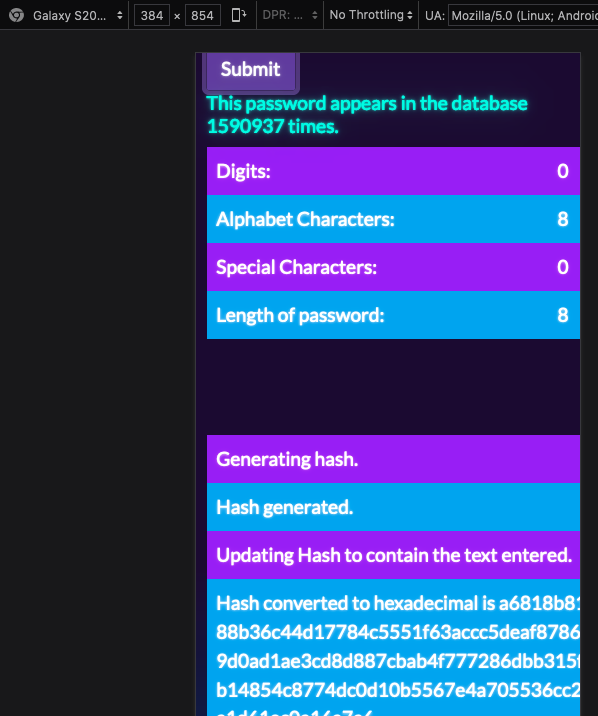 Galaxy S20... 384 × 854 DPR: ... No Throttling UA: Mozilla/5.0 (Linux; Androi
Submit
This password appears in the database
1590937 times.
Digits: 0
Alphabet Characters: 8
Special Characters: 0
Length of password: 8
Generating hash.
Hash generated.
Updating Hash to contain the text entered.
Hash converted to hexadecimal is a6818b8
88b36c44d17784c5551f63accc5deaf8786
9d0ad1ae3cd8d887cbab4f777286dbb315
b14854c8774dc0d10b5567e4a705536cc2